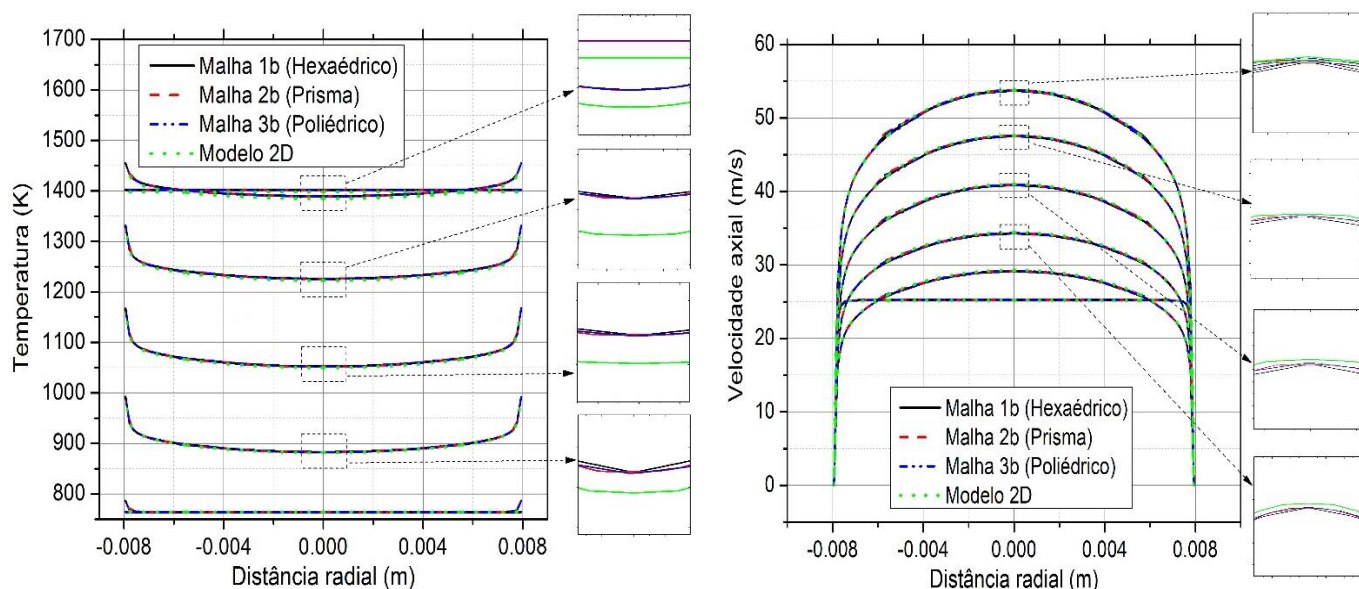 1700
1600
1500
1400
1300
1200
1100
1000
900
800
Temperatura (K)
Malha 1b (Hexaédrico)
Malha 2b (Prisma)
Malha 3b (Poliédrico)
Modelo 2D
-0.008 -0.004 0.000 0.004 0.008
Distância radial (m)
60
50
40
30
20
10
0
Velocidade axial (m/s)
Malha 1b (Hexaédrico)
Malha 2b (Prisma)
Malha 3b (Poliédrico)
Modelo 2D
-0.008 -0.004 0.000 0.004 0.008
Distância radial (m)